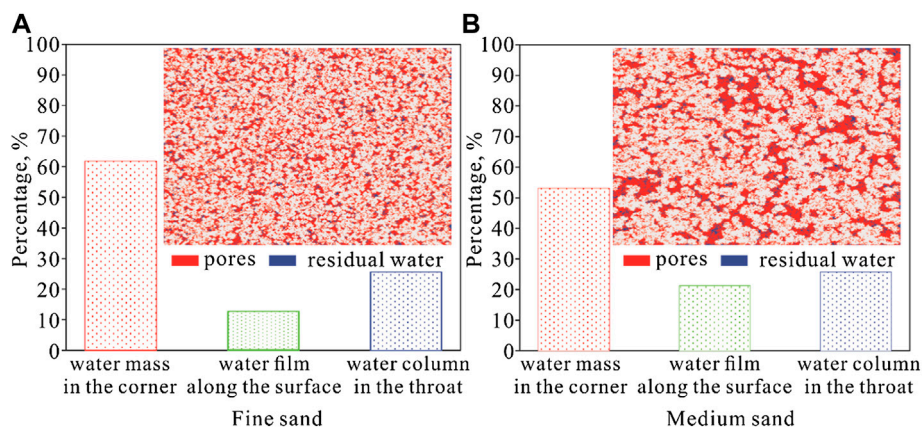 A
Percentage, %
100
90
80
70
60
50
40
30
20
10
0
pores
residual water
water mass
in the corner
water film
along the surface
water column
in the throat
Fine sand
B
Percentage, %
100
90
80
70
60
50
40
30
20
10
0
pores
residual water
water mass
in the corner
water film
along the surface
water column
in the throat
Medium sand